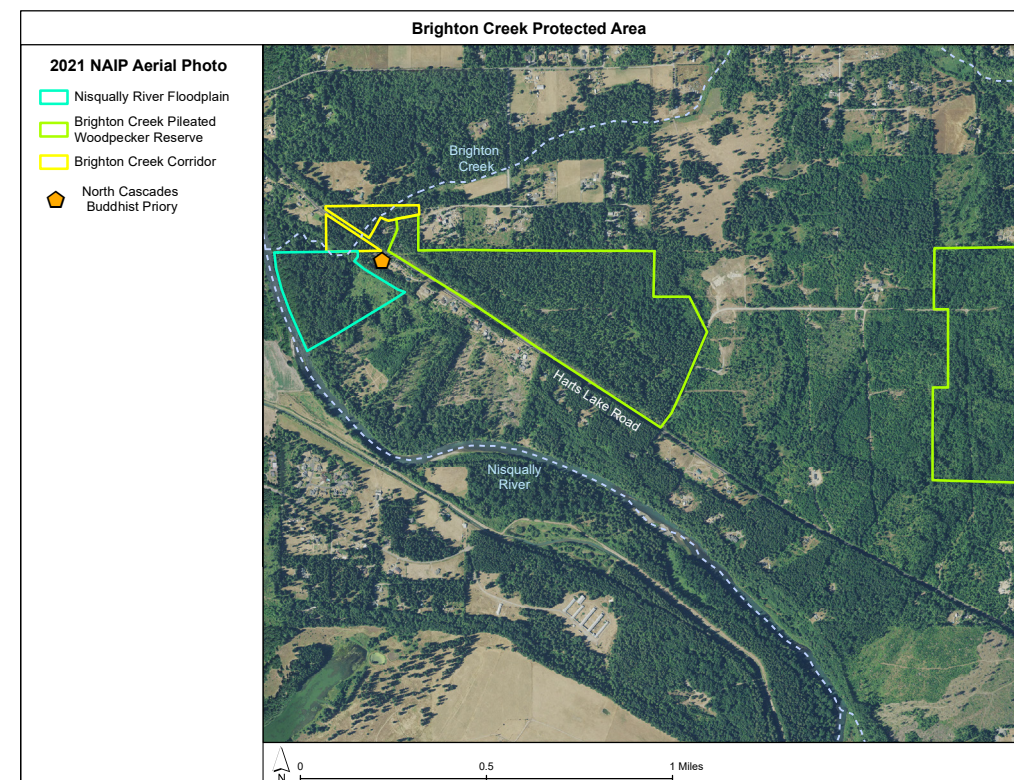 Brighton Creek Protected Area
2021 NAIP Aerial Photo
Nisqually River Floodplain
Brighton Creek Pileated
Woodpecker Reserve
Brighton Creek Corridor
North Cascades
Buddhist Priory
Brighton
Creek
Harts Lake Road
Nisqually
River
N
0
0.5
1 Miles